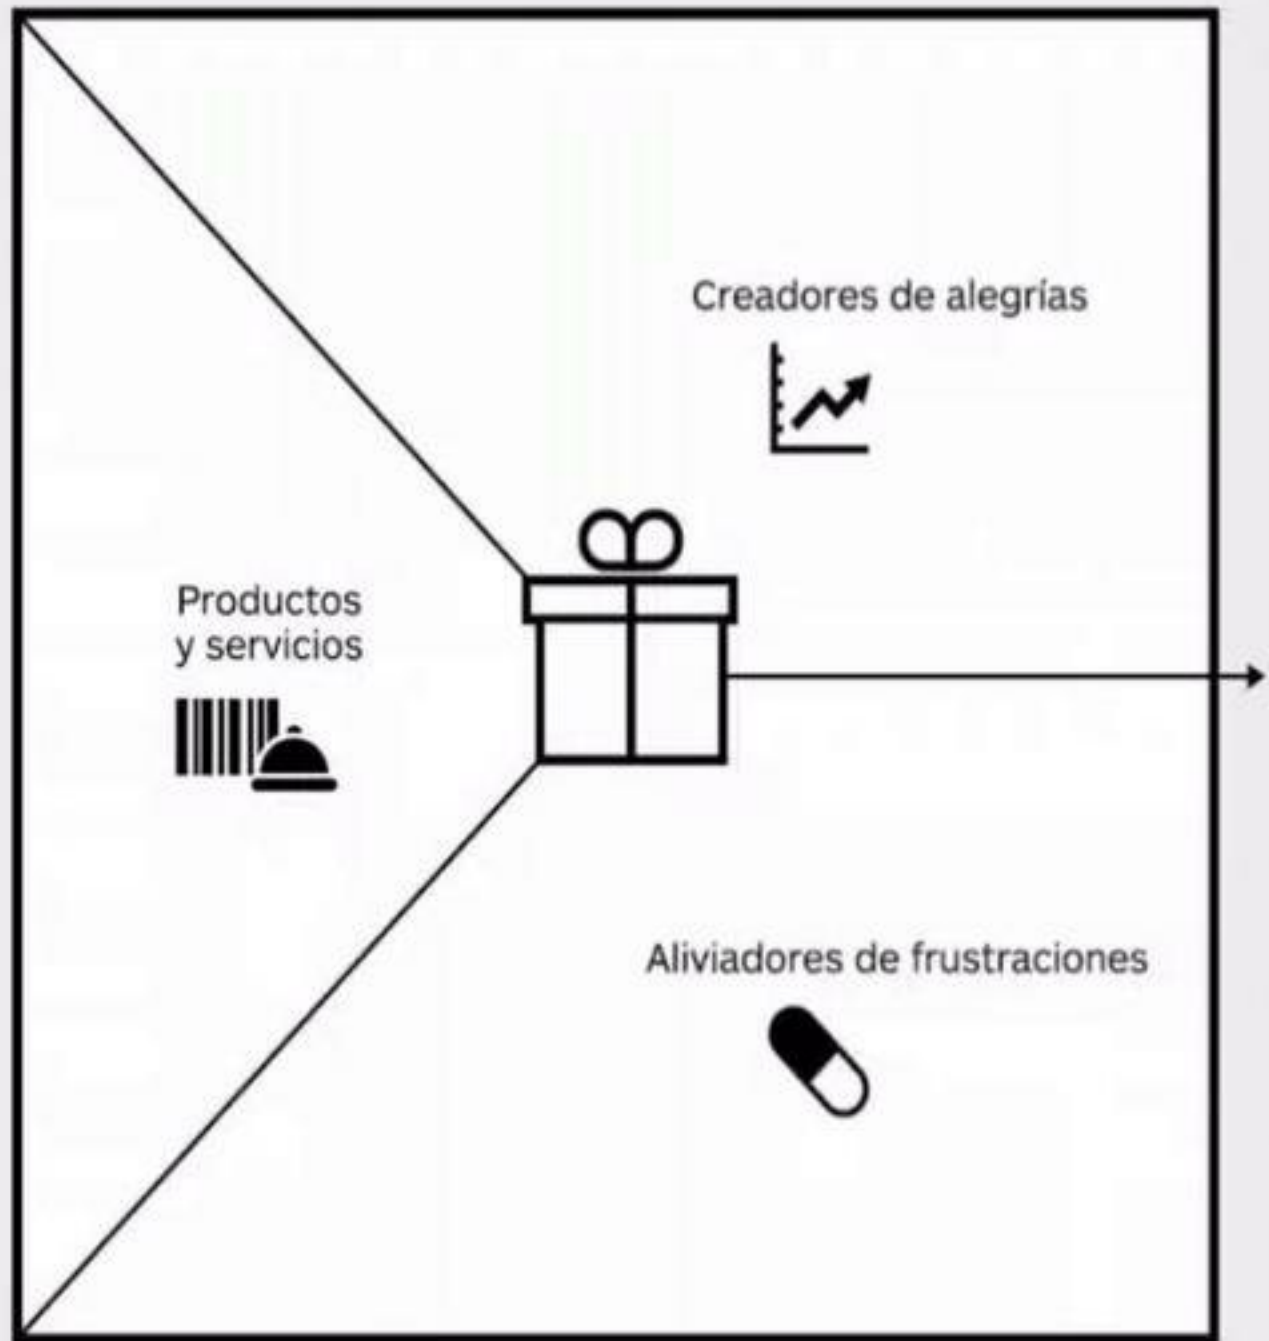 Creadores de alegrías
Productos
y servicios
Aliviadores de frustraciones